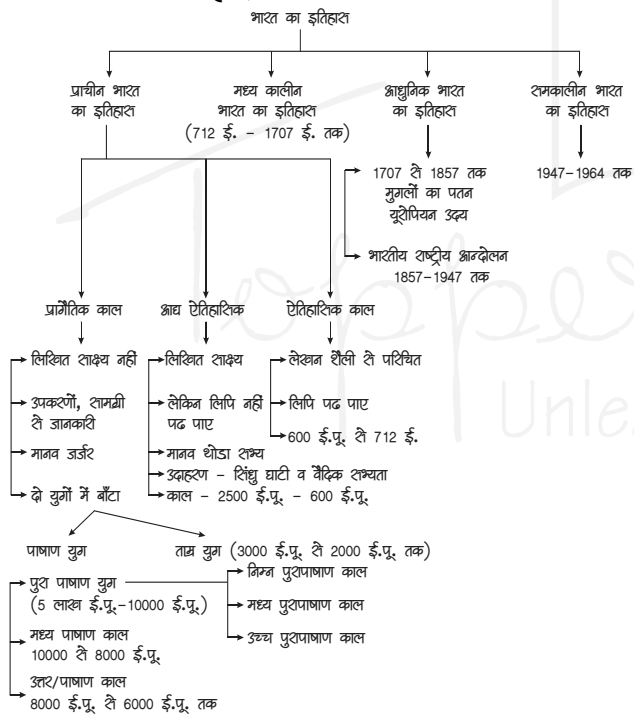 भारत का इतिहास
प्राचीन भारत
का इतिहास
मध्य कालीन
भारत का इतिहास
(712 ई. - 1707 ई. तक)
आधुनिक भारत
का इतिहास
समकालीन भारत
का इतिहास
1707 से 1857 तक
मुगलों का पतन
यूरोपियन उदय
भारतीय राष्ट्रीय आन्दोलन
1857-1947 तक
1947-1964 तक
प्रागैतिक काल
लिखित साक्ष्य नहीं
उपकरणों, सामग्री
से जानकारी
मानव जर्जर
दो युगों में बाँटा
आद्य ऐतिहासिक
लिखित साक्ष्य
लेकिन लिपि नहीं
पढ पाए
मानव थोडा सभ्य
उदाहरण - सिंधु घाटी व वैदिक सभ्यता
काल - 2500 ई.पू. - 600 ई.पू.
ऐतिहासिक काल
लेखन शैली से परिचित
लिपि पढ पाए
600 ई.पू. से 712 ई.
पाषाण युग
ताम्र युग (3000 ई.पू. से 2000 ई.पू. तक)
पुरा पाषाण युग
(5 लाख ई.पू.-10000 ई.पू.)
निम्न पुरापाषाण काल
मध्य पुरापाषाण काल
उच्च पुरापाषाण काल
मध्य पाषाण काल
10000 से 8000 ई.पू.
उत्तर/पाषाण काल
8000 ई.पू. से 6000 ई.पू. तक
Topper
Unle